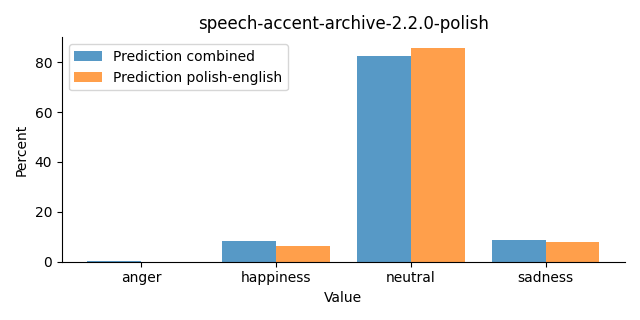 speech-accent-archive-2.2.0-polish
Prediction combined
Prediction polish-english
80
60
40
20
0
Percent
anger happiness neutral sadness
Value